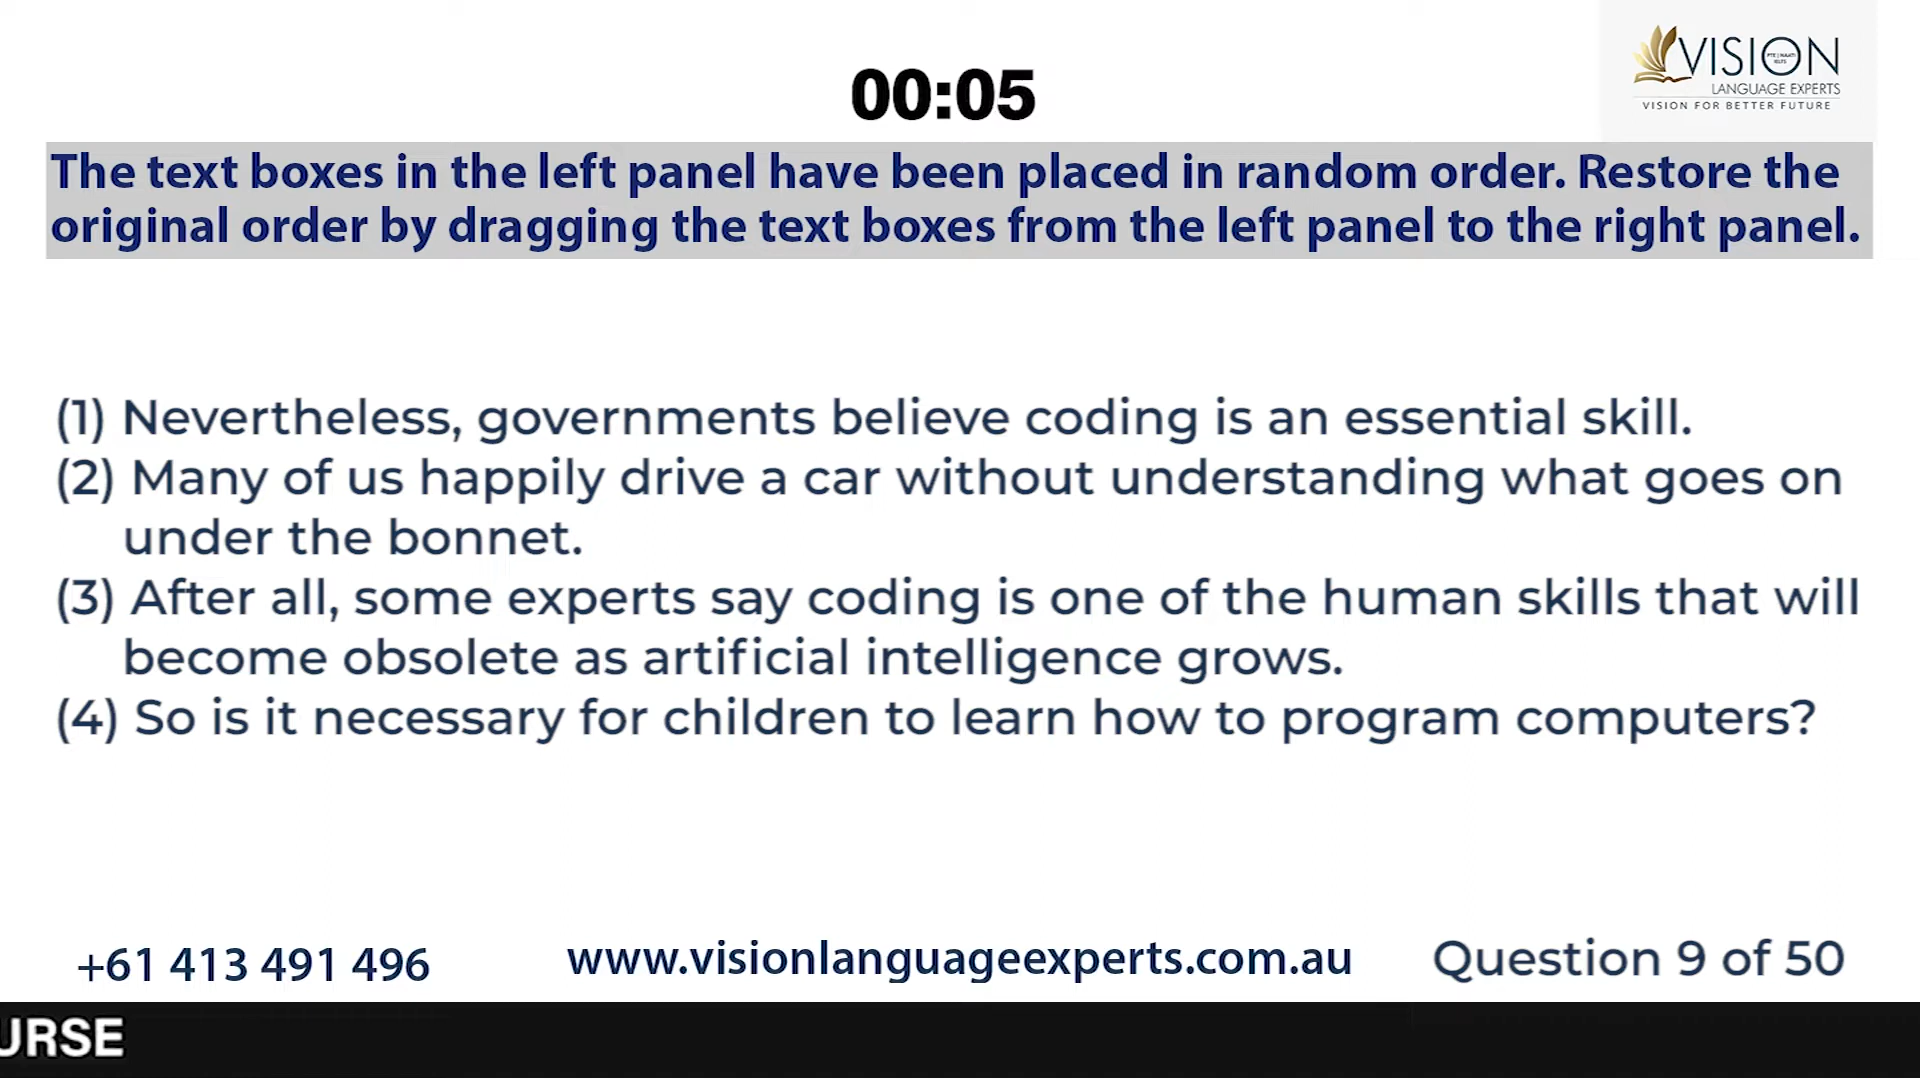 00:05
VISION
PTE | NAATI
IELTS
LANGUAGE EXPERTS
VISION FOR BETTER FUTURE
The text boxes in the left panel have been placed in random order. Restore the
original order by dragging the text boxes from the left panel to the right panel.
(1) Nevertheless, governments believe coding is an essential skill.
(2) Many of us happily drive a car without understanding what goes on
under the bonnet.
(3) After all, some experts say coding is one of the human skills that will
become obsolete as artificial intelligence grows.
(4) So is it necessary for children to learn how to program computers?
+61 413 491 496
www.visionlanguageexperts.com.au
Question 9 of 50
URSE